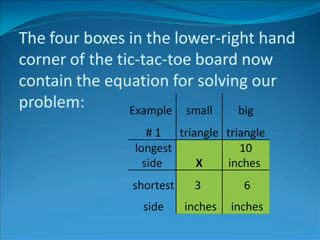 The four boxes in the lower-right hand
corner of the tic-tac-toe board now
contain the equation for solving our
problem:
Example small big
# 1 triangle triangle
longest 10
side X inches
shortest 3 6
side inches inches